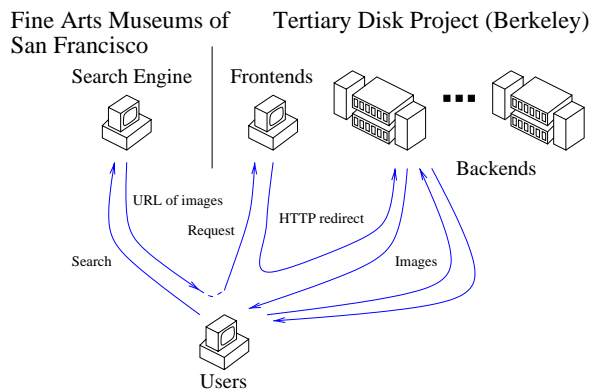 Fine Arts Museums of
San Francisco
Tertiary Disk Project (Berkeley)
Search Engine
Frontends
Backends
URL of images
Request
HTTP redirect
Search
Images
Users